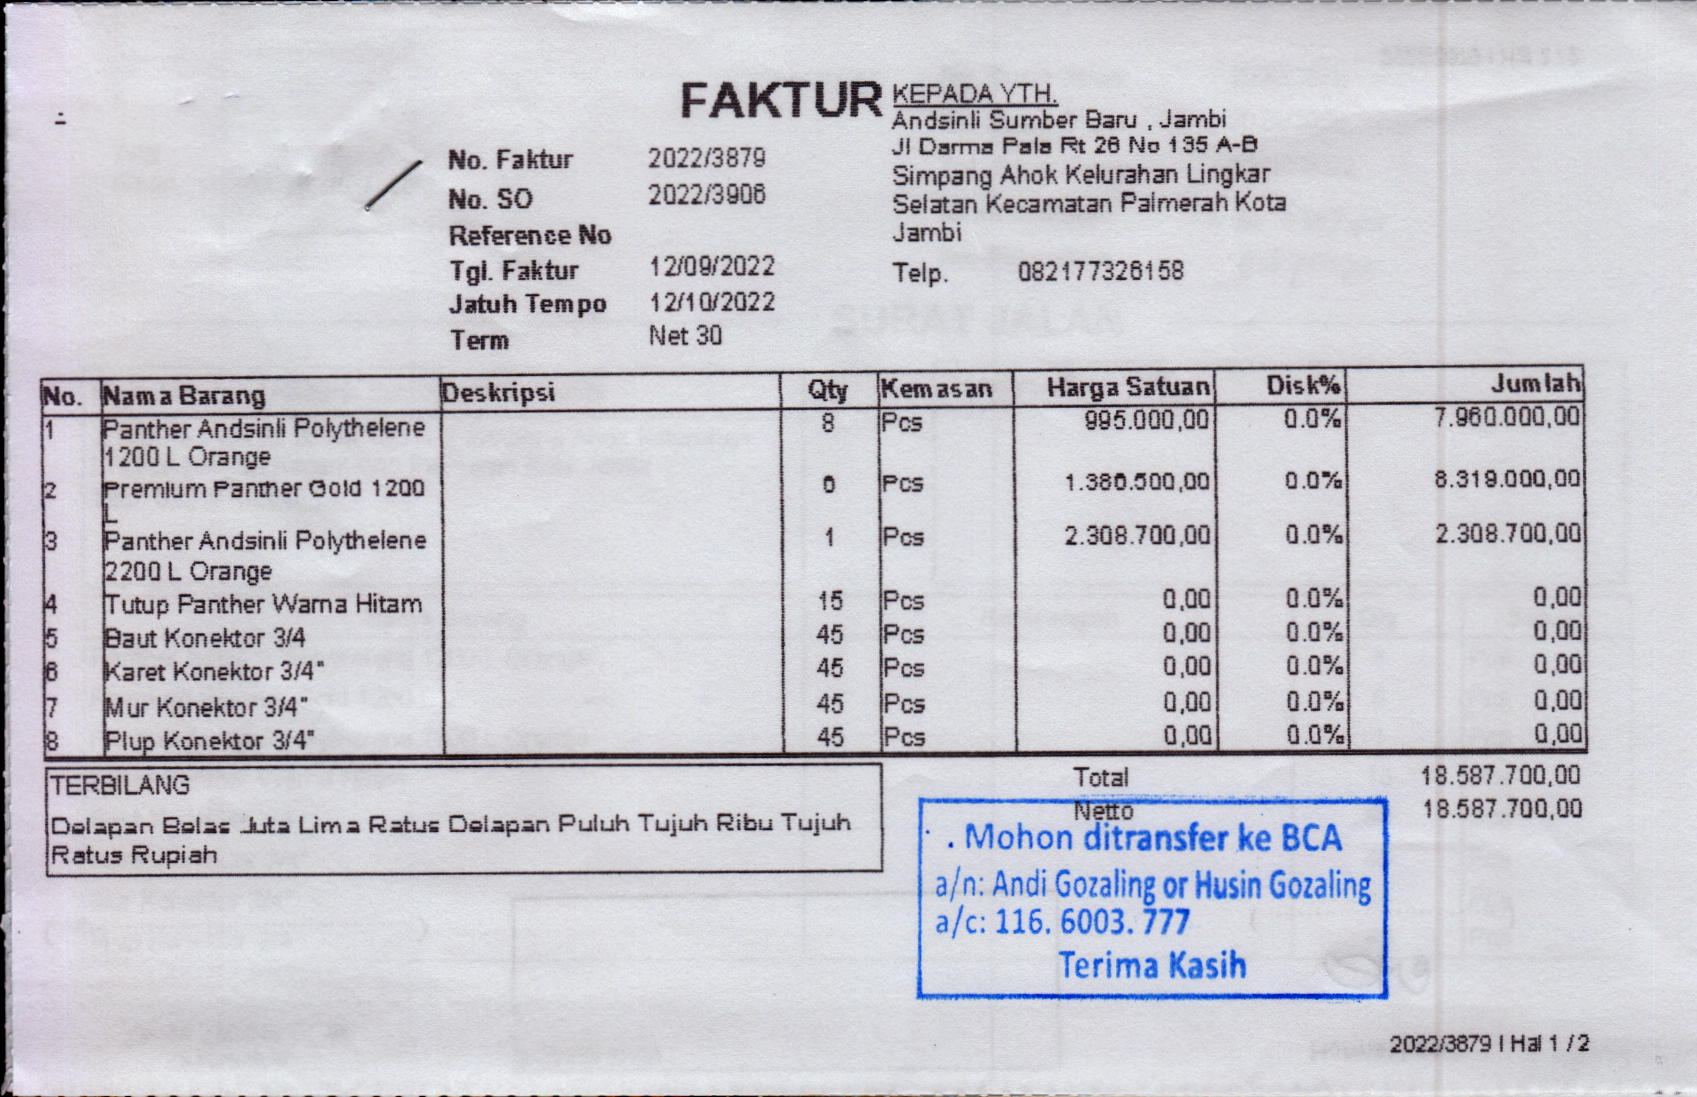 FAKTUR
KEPADA YTH.
Andsinli Sumber Baru , Jambi
Jl Darma Pala Rt 26 No 135 A-B
Simpang Ahok Kelurahan Lingkar
Selatan Kecamatan Palmerah Kota
Jambi
Telp. 082177326158
No. Faktur 2022/3879
No. SO 2022/3906
Reference No
Tgl. Faktur 12/09/2022
Jatuh Tempo 12/10/2022
Term Net 30
No. Nama Barang Deskripsi Qty Kemasan Harga Satuan Disk% Jumlah
1 Panther Andsinli Polythelene 8 Pcs 995.000,00 0.0% 7.960.000,00
1200 L Orange
2 Premium Panther Gold 1200 6 Pcs 1.386.500,00 0.0% 8.319.000,00
L
3 Panther Andsinli Polythelene 1 Pcs 2.308.700,00 0.0% 2.308.700,00
2200 L Orange
4 Tutup Panther Warna Hitam 15 Pcs 0,00 0.0% 0,00
5 Baut Konektor 3/4 45 Pcs 0,00 0.0% 0,00
6 Karet Konektor 3/4" 45 Pcs 0,00 0.0% 0,00
7 Mur Konektor 3/4" 45 Pcs 0,00 0.0% 0,00
8 Plup Konektor 3/4" 45 Pcs 0,00 0.0% 0,00
TERBILANG
Delapan Belas Juta Lima Ratus Delapan Puluh Tujuh Ribu Tujuh
Ratus Rupiah
Total 18.587.700,00
Netto 18.587.700,00
. Mohon ditransfer ke BCA
a/n: Andi Gozaling or Husin Gozaling
a/c: 116. 6003. 777
Terima Kasih
2022/3879 | Hal 1 / 2